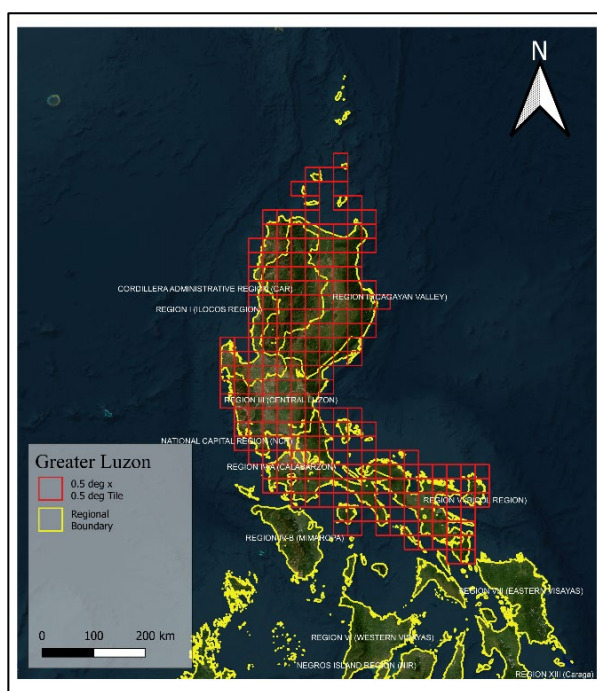 N
CORDILLERA ADMINISTRATIVE REGION (CAR)
REGION II (CAGAYAN VALLEY)
REGION I (ILOCOS REGION)
REGION III (CENTRAL LUZON)
NATIONAL CAPITAL REGION (NCR)
REGION IV-A (CALABARZON)
REGION V (BICOL REGION)
REGION IV-B (MIMAROPA)
REGION VIII (EASTERN VISAYAS)
REGION VI (WESTERN VISAYAS)
NEGROS ISLAND REGION (NIR)
REGION XIII (Caraga)
Greater Luzon
0.5 deg x
0.5 deg Tile
Regional
Boundary
0 100 200 km